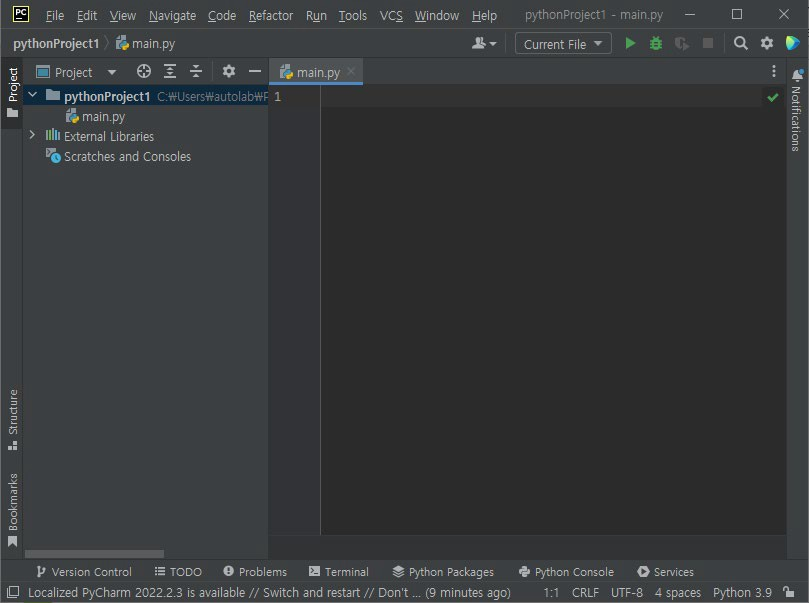 PC File Edit View Navigate Code Refactor Run Tools VCS Window Help pythonProject1 - main.py
pythonProject1 main.py Current File
Project main.py
pythonProject1 C:₩Users₩autolab₩P 1
main.py
External Libraries
Scratches and Consoles
Project
Structure
Bookmarks
Notifications
Version Control TODO Problems Terminal Python Packages Python Console Services
Localized PyCharm 2022.2.3 is available // Switch and restart // Don't ... (9 minutes ago) 1:1 CRLF UTF-8 4 spaces Python 3.9